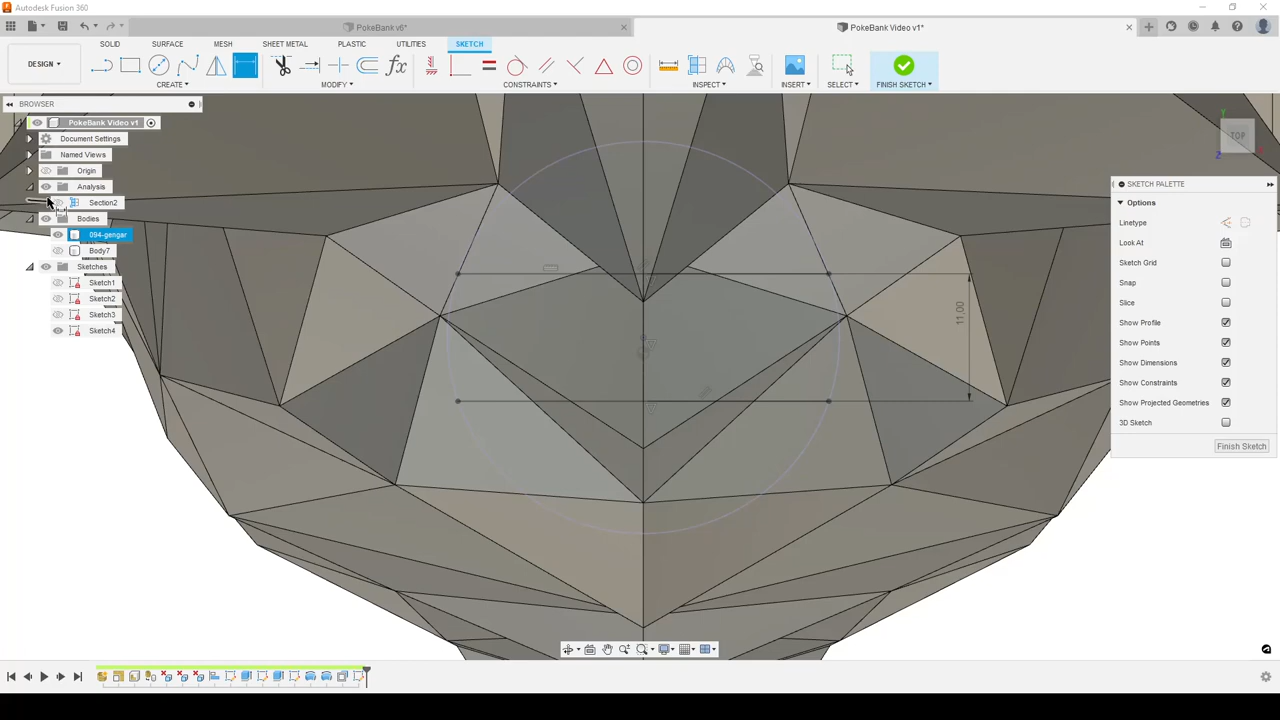 Autodesk Fusion 360
PokeBank v6*
PokeBank Video v1*
DESIGN
SOLID
SURFACE
MESH
SHEET METAL
PLASTIC
UTILITIES
SKETCH
CREATE
MODIFY
CONSTRAINTS
INSPECT
INSERT
SELECT
FINISH SKETCH
BROWSER
PokeBank Video v1
Document Settings
Named Views
Origin
Analysis
Section2
Bodies
094-gengar
Body7
Sketches
Sketch1
Sketch2
Sketch3
Sketch4
11.00
TOP
Y
Z
SKETCH PALETTE
Options
Linetype
Look At
Sketch Grid
Snap
Slice
Show Profile
Show Points
Show Dimensions
Show Constraints
Show Projected Geometries
3D Sketch
Finish Sketch